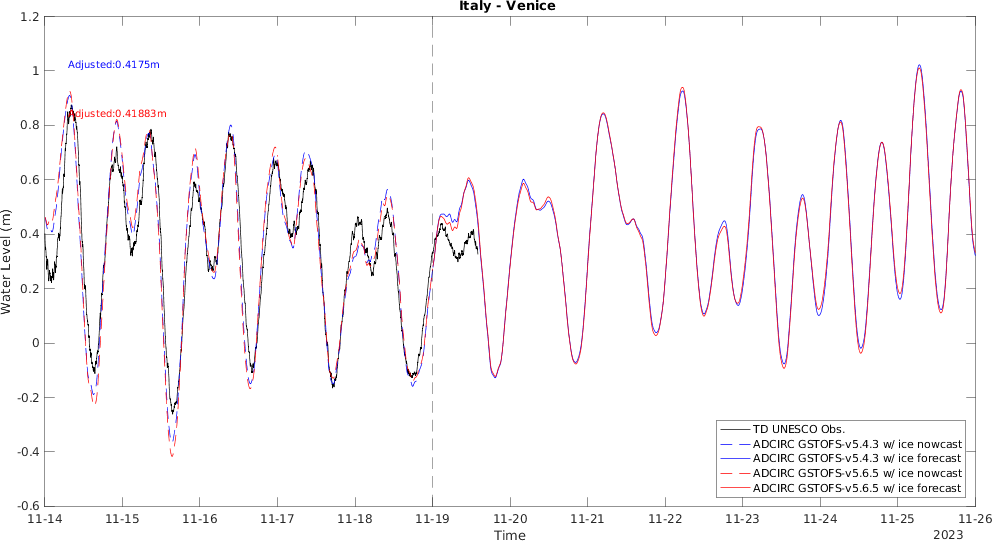 Italy - Venice
1.2
1
0.8
0.6
0.4
0.2
0
-0.2
-0.4
-0.6
Water Level (m)
Adjusted:0.4175m
Adjusted:0.41883m
TD UNESCO Obs.
ADCIRC GSTOFS-v5.4.3 w/ ice nowcast
ADCIRC GSTOFS-v5.4.3 w/ ice forecast
ADCIRC GSTOFS-v5.6.5 w/ ice nowcast
ADCIRC GSTOFS-v5.6.5 w/ ice forecast
11-14 11-15 11-16 11-17 11-18 11-19 11-20 11-21 11-22 11-23 11-24 11-25 11-26
Time
2023